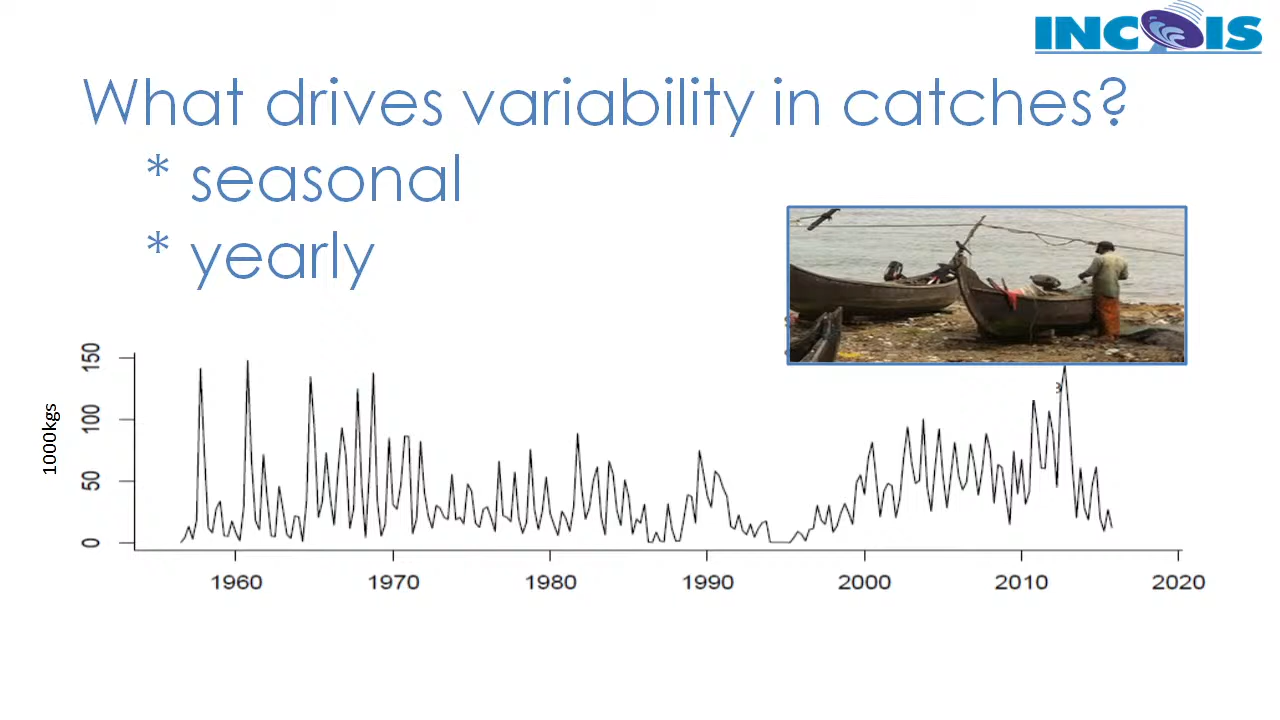 INCOIS
What drives variability in catches?
* seasonal
* yearly
1000kgs
150
100
50
0
1960 1970 1980 1990 2000 2010 2020